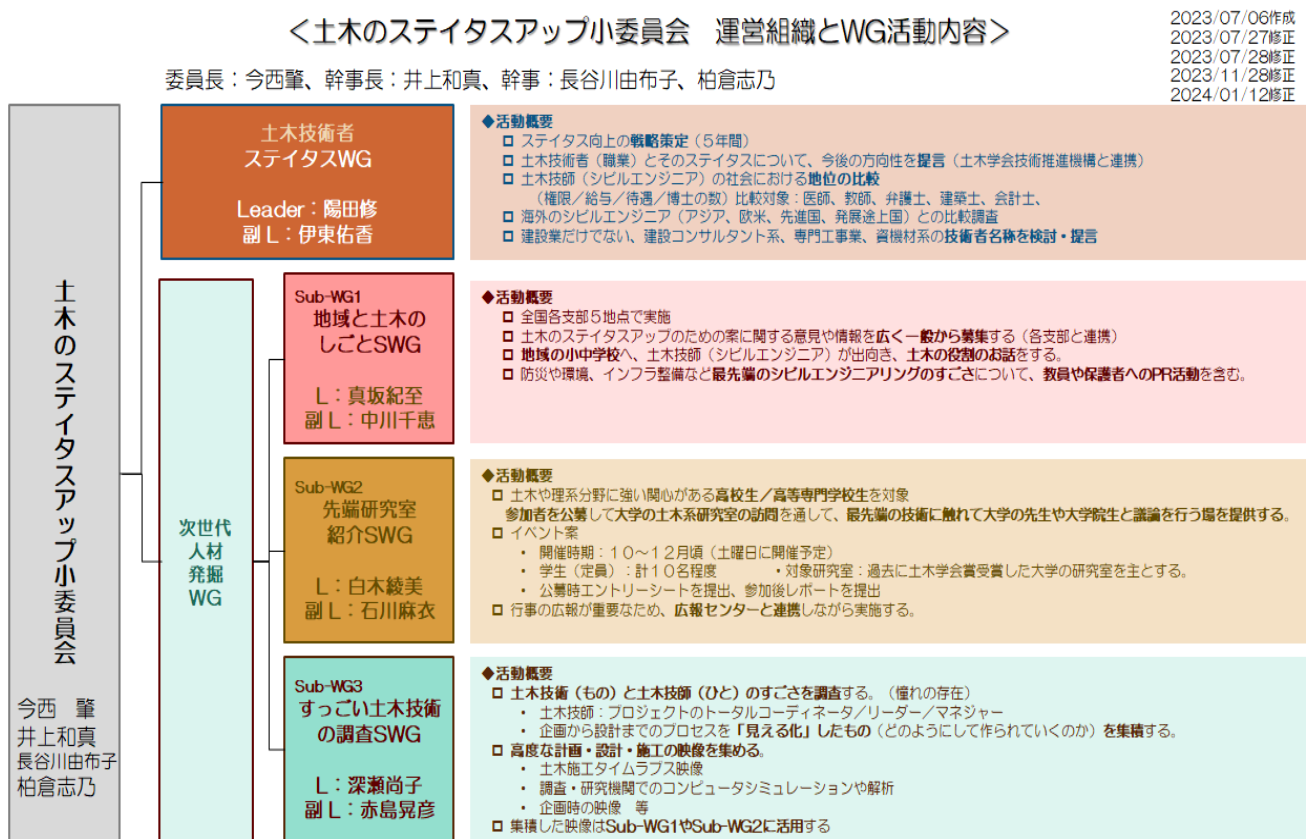 ＜土木のステイタスアップ小委員会　運営組織とWG活動内容＞
2023/07/06作成
2023/07/27修正
2023/07/28修正
2023/11/28修正
2024/01/12修正
委員長：今西肇、幹事長：井上和真、幹事：長谷川由布子、柏倉志乃
土木のステイタスアップ小委員会
今西　肇
井上和真
長谷川由布子
柏倉志乃
土木技術者
ステイタスWG
Leader：陽田修
副L：伊東佑香
◆活動概要
ステイタス向上の戦略策定（５年間）
土木技術者（職業）とそのステイタスについて、今後の方向性を提言（土木学会技術推進機構と連携）
土木技師（シビルエンジニア）の社会における地位の比較
（権限／給与／待遇／博士の数）比較対象：医師、教師、弁護士、建築士、会計士、
海外のシビルエンジニア（アジア、欧米、先進国、発展途上国）との比較調査
建設業だけでない、建設コンサルタント系、専門工事業、資機材系の技術者名称を検討・提言
次世代
人材
発掘
WG
Sub-WG1
地域と土木の
しごとSWG
L：真坂紀至
副L：中川千恵
◆活動概要
全国各支部５地点で実施
土木のステイタスアップのための案に関する意見や情報を広く一般から募集する（各支部と連携）
地域の小中学校へ、土木技師（シビルエンジニア）が出向き、土木の役割のお話をする。
防災や環境、インフラ整備など最先端のシビルエンジニアリングのすごさについて、教員や保護者へのPR活動を含む。
Sub-WG2
先端研究室
紹介SWG
L：白木綾美
副L：石川麻衣
◆活動概要
土木や理系分野に強い関心がある高校生／高等専門学校生を対象
参加者を公募して大学の土木系研究室の訪問を通して、最先端の技術に触れて大学の先生や大学院生と議論を行う場を提供する。
イベント案
・ 開催時期：１０～１２月頃（土曜日に開催予定）
・ 学生（定員）：計１０名程度　・対象研究室：過去に土木学会賞受賞した大学の研究室を主とする。
・ 公募時エントリーシートを提出、参加後レポートを提出
行事の広報が重要なため、広報センターと連携しながら実施する。
Sub-WG3
すっごい土木技術
の調査SWG
L：深瀬尚子
副L：赤島晃彦
◆活動概要
土木技術（もの）と土木技師（ひと）のすごさを調査する。（憧れの存在）
・ 土木技師：プロジェクトのトータルコーディネータ／リーダー／マネジャー
・ 企画から設計までのプロセスを「見える化」したもの（どのようにして作られていくのか）を集積する。
高度な計画・設計・施工の映像を集める。
・ 土木施工タイムラプス映像
・ 調査・研究機関でのコンピュータシミュレーションや解析
・ 企画時の映像　等
集積した映像はSub-WG1やSub-WG2に活用する